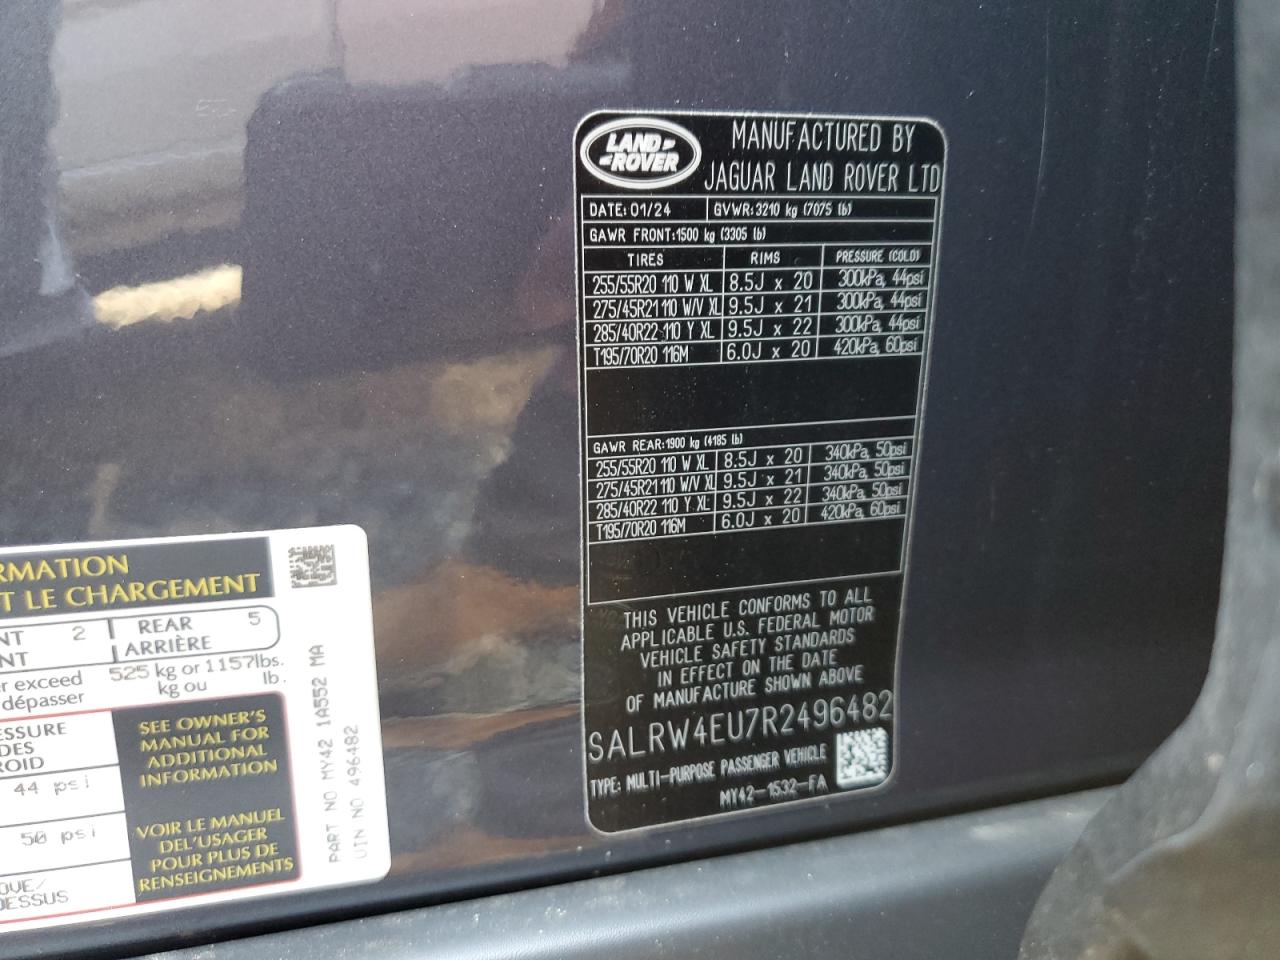 LAND ROVER
MANUFACTURED BY
JAGUAR LAND ROVER LTD
DATE: 01/24 GVWR: 3210 kg (7075 lb)
GAWR FRONT: 1500 kg (3305 lb)
TIRES RIMS PRESSURE (COLD)
255/55R20 110 W XL 8.5J x 20 300kPa, 44psi
275/45R21 110 W/V XL 9.5J x 21 300kPa, 44psi
285/40R22 110 Y XL 9.5J x 22 300kPa, 44psi
T195/70R20 116M 6.0J x 20 420kPa, 60psi
GAWR REAR: 1900 kg (4185 lb)
255/55R20 110 W XL 8.5J x 20 340kPa, 50psi
275/45R21 110 W/V XL 9.5J x 21 340kPa, 50psi
285/40R22 110 Y XL 9.5J x 22 340kPa, 50psi
T195/70R20 116M 6.0J x 20 420kPa, 60psi
THIS VEHICLE CONFORMS TO ALL
APPLICABLE U.S. FEDERAL MOTOR
VEHICLE SAFETY STANDARDS
IN EFFECT ON THE DATE
OF MANUFACTURE SHOWN ABOVE
SALRW4EU7R2496482
TYPE: MULTI-PURPOSE PASSENGER VEHICLE
MY42-1532-FA
RMATION
T LE CHARGEMENT
NT 2 REAR 5
NT ARRIÈRE
er exceed 525 kg or 1157lbs.
dépasser kg ou lb.
ESSURE
DES
ROID
44 psi
50 psi
OVE/
DESSUS
SEE OWNER'S
MANUAL FOR
ADDITIONAL
INFORMATION
VOIR LE MANUEL
DEL'USAGER
POUR PLUS DE
RENSEIGNEMENTS
PART NO MY42 1A552 MA
VIN NO 496482